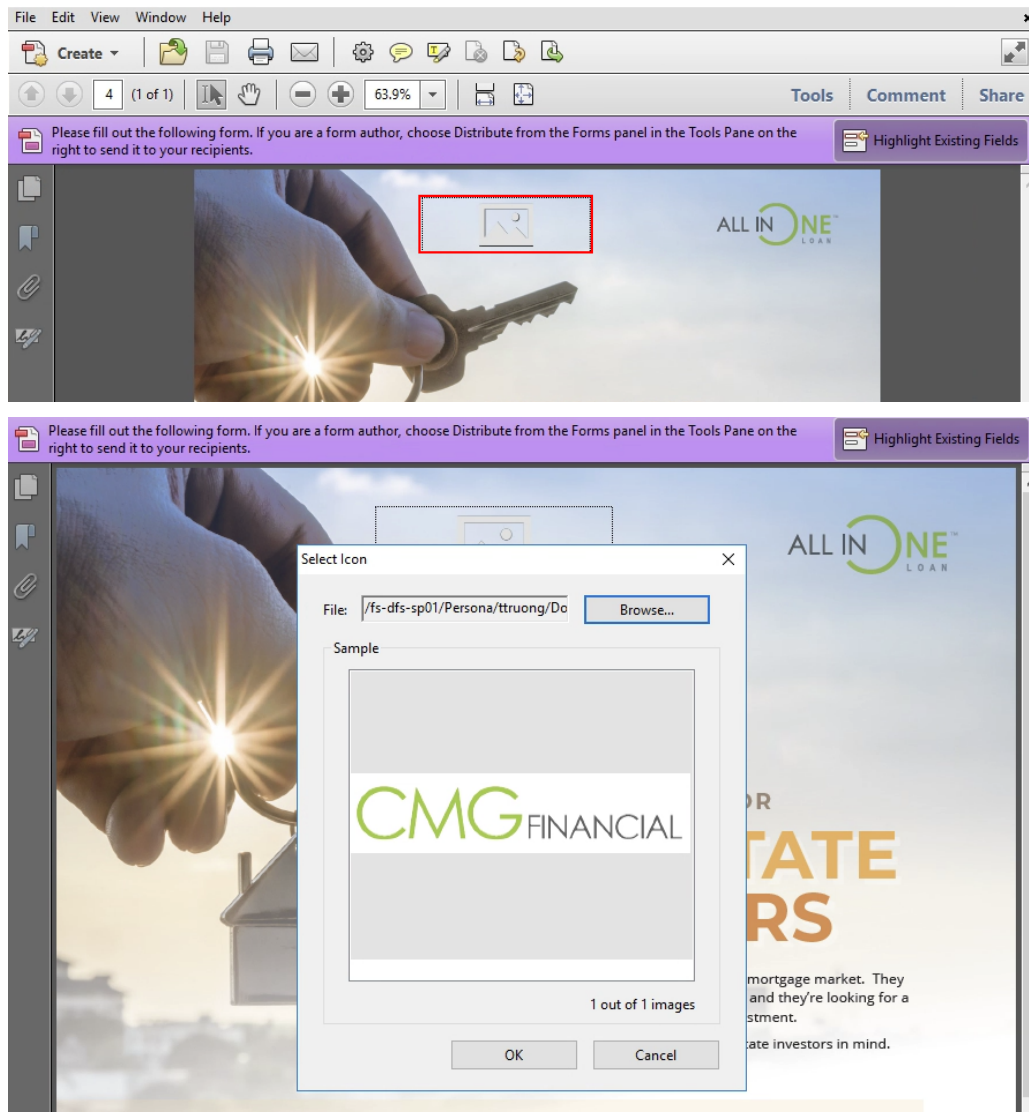 File Edit View Window Help
Create
4 (1 of 1) 63.9% Tools Comment Share
Please fill out the following form. If you are a form author, choose Distribute from the Forms panel in the Tools Pane on the
right to send it to your recipients.
Highlight Existing Fields
ALL IN ONE™
LOAN
Please fill out the following form. If you are a form author, choose Distribute from the Forms panel in the Tools Pane on the
right to send it to your recipients.
Highlight Existing Fields
ALL IN ONE™
LOAN
Select Icon
File: /fs-dfs-sp01/Persona/ttruong/Do Browse...
Sample
CMG FINANCIAL
1 out of 1 images
OK Cancel
OR
TATE
RS
mortgage market. They
and they're looking for a
stment.
ate investors in mind.